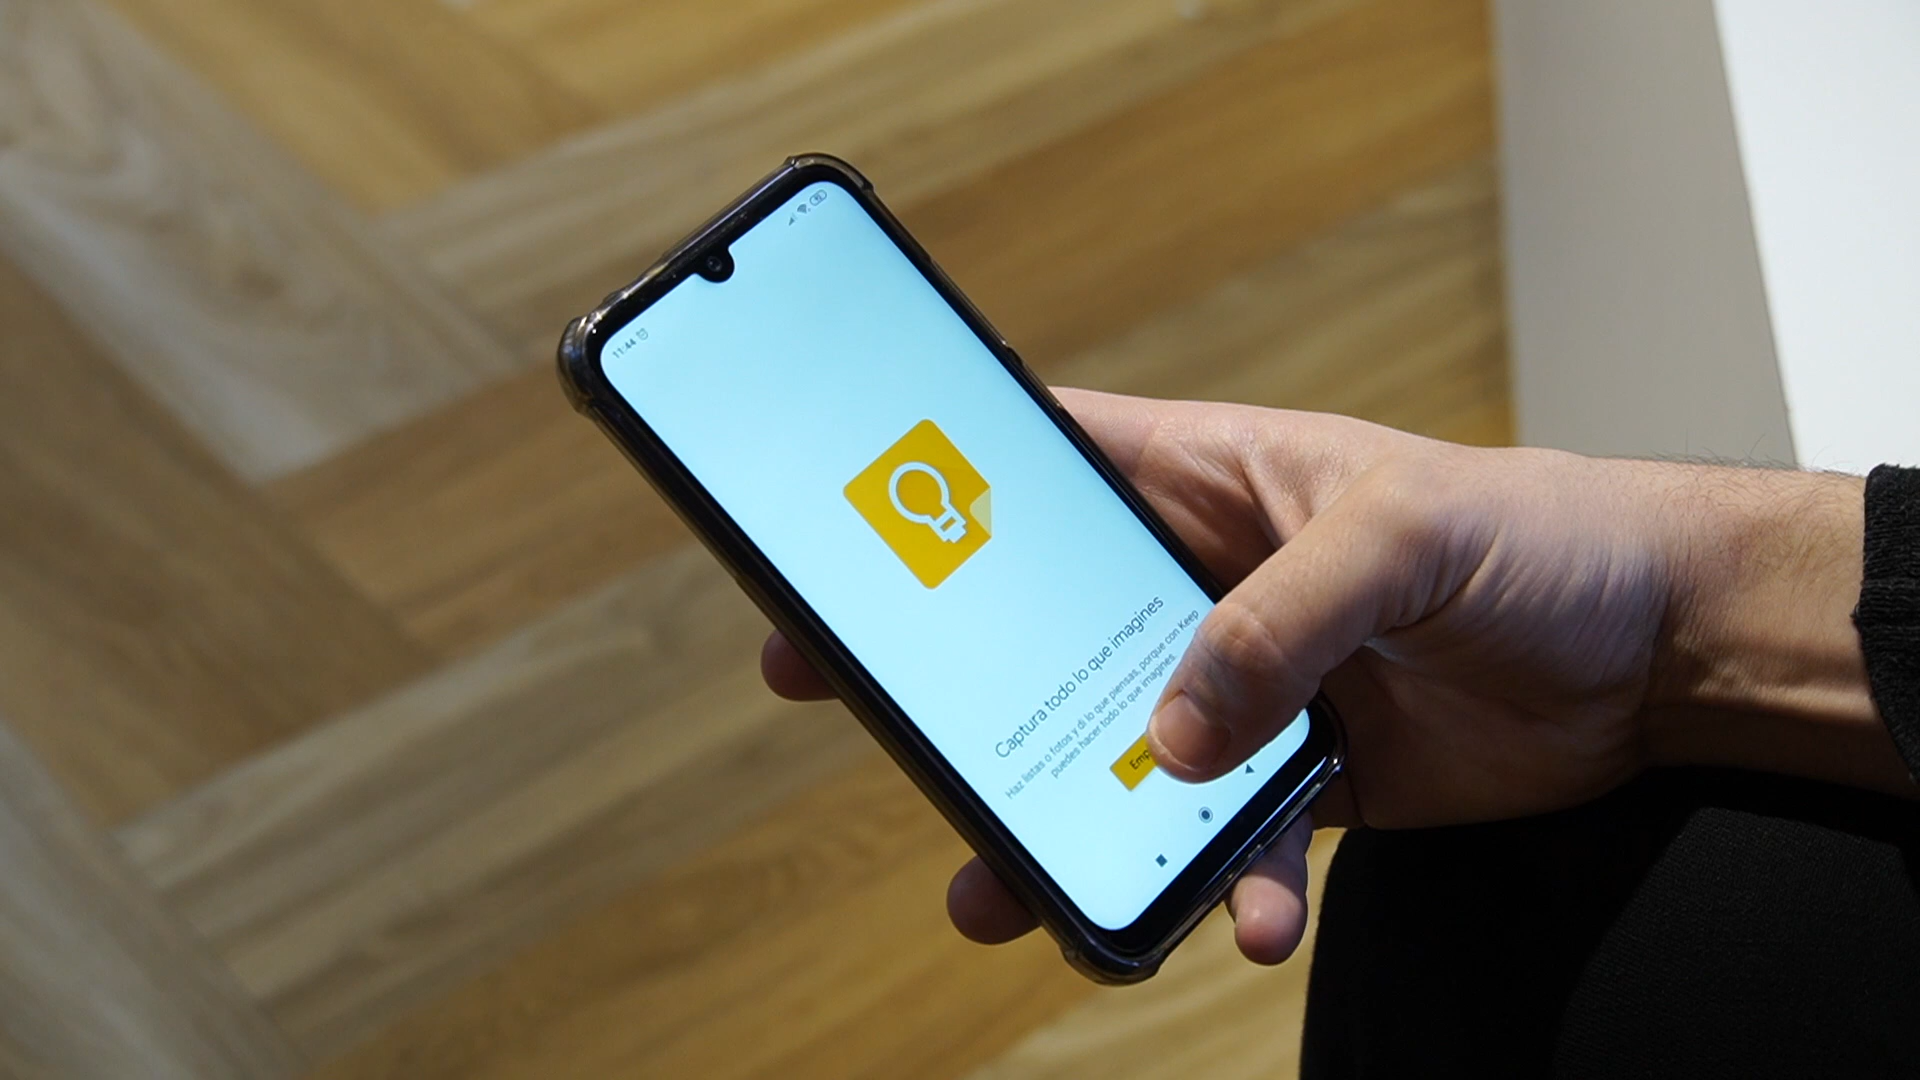 11:44
Captura todo lo que imagines
Haz listas o fotos y di lo que piensas, porque con Keep
puedes hacer todo lo que imagines.
Emp